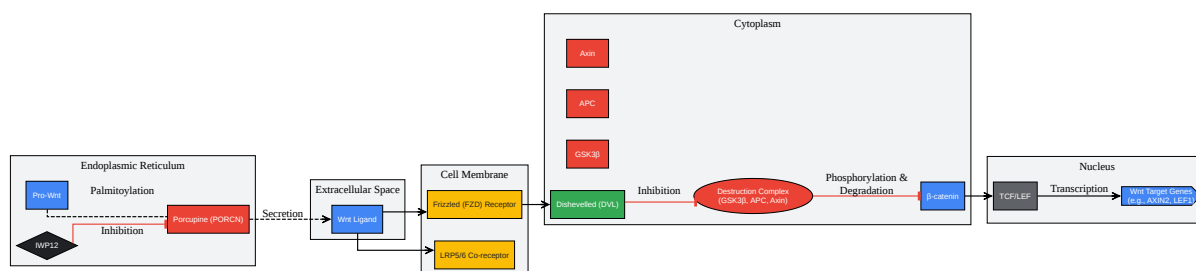 Endoplasmic Reticulum
Pro-Wnt
Palmitoylation
Porcupine (PORCN)
Inhibition
IWP12
Secretion
Extracellular Space
Wnt Ligand
Cell Membrane
Frizzled (FZD) Receptor
LRP5/6 Co-receptor
Cytoplasm
Axin
APC
GSK3β
Dishevelled (DVL)
Inhibition
Destruction Complex
(GSK3β, APC, Axin)
Phosphorylation &
Degradation
β-catenin
Nucleus
TCF/LEF
Transcription
Wnt Target Genes
(e.g., AXIN2, LEF1)